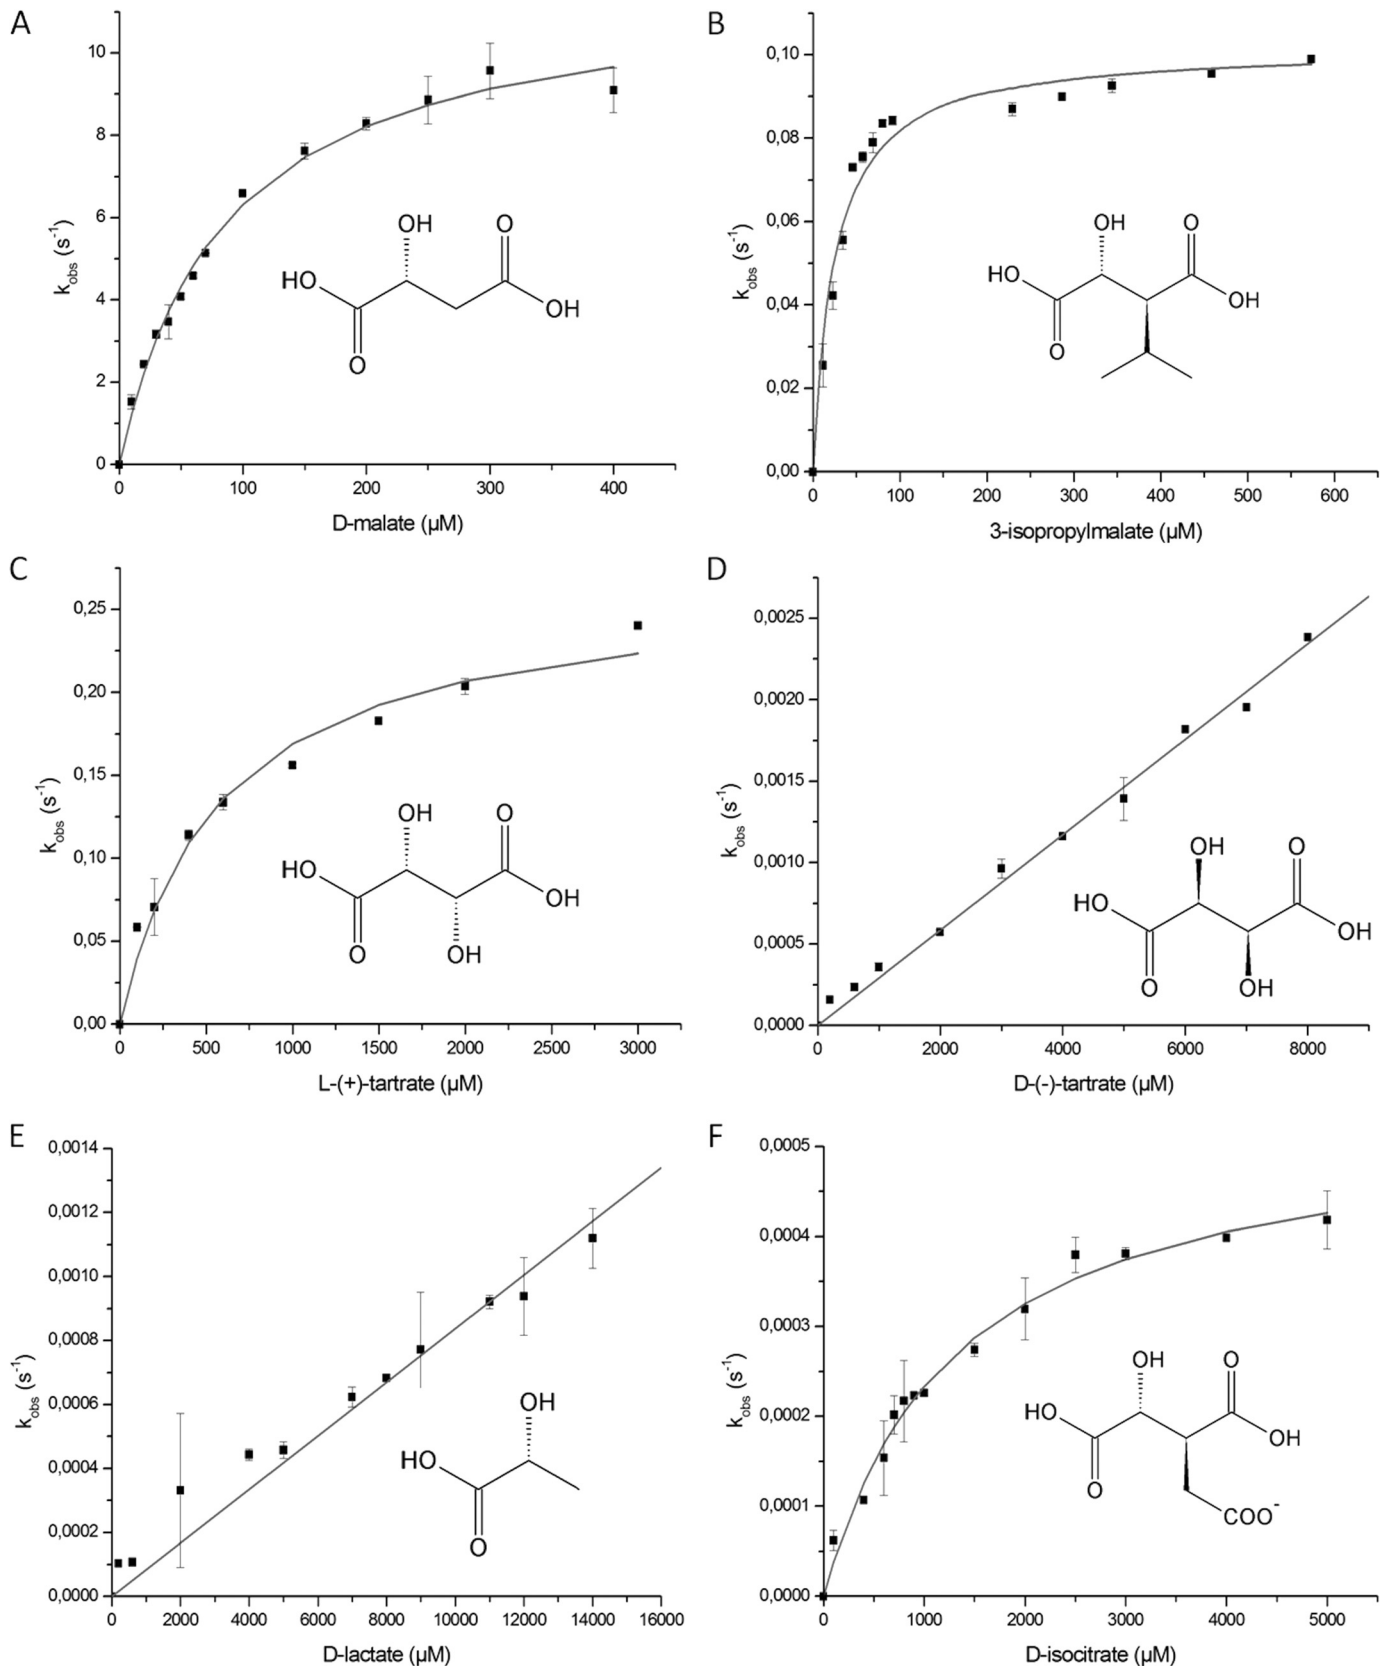 A
10
8
6
4
2
0
k_obs (s^-1)
OH
O
HO
OH
O
0 100 200 300 400
D-malate (µM)
B
0,10
0,08
0,06
0,04
0,02
0,00
k_obs (s^-1)
OH
O
HO
OH
O
0 100 200 300 400 500 600
3-isopropylmalate (µM)
C
0,25
0,20
0,15
0,10
0,05
0,00
k_obs (s^-1)
OH
O
HO
OH
O
OH
0 500 1000 1500 2000 2500 3000
L-(+)-tartrate (µM)
D
0,0025
0,0020
0,0015
0,0010
0,0005
0,0000
k_obs (s^-1)
OH
O
HO
OH
O
OH
0 2000 4000 6000 8000
D-(-)-tartrate (µM)
E
0,0014
0,0012
0,0010
0,0008
0,0006
0,0004
0,0002
0,0000
k_obs (s^-1)
OH
HO
O
0 2000 4000 6000 8000 10000 12000 14000 16000
D-lactate (µM)
F
0,0005
0,0004
0,0003
0,0002
0,0001
0,0000
k_obs (s^-1)
OH
O
HO
OH
O
COO^-
0 1000 2000 3000 4000 5000
D-isocitrate (µM)